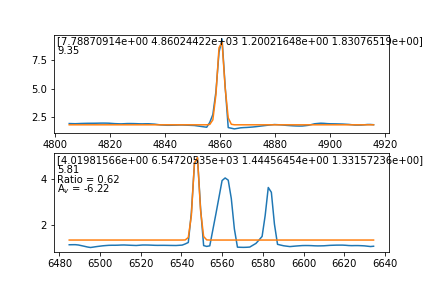 [7.78870914e+00 4.86024422e+03 1.20021648e+00 1.83076519e+00]
9.35
7.5
5.0
2.5
4800 4820 4840 4860 4880 4900 4920
[4.01981566e+00 6.54720535e+03 1.44456454e+00 1.33157236e+00]
5.81
Ratio = 0.62
Av = -6.22
4
2
6480 6500 6520 6540 6560 6580 6600 6620 6640